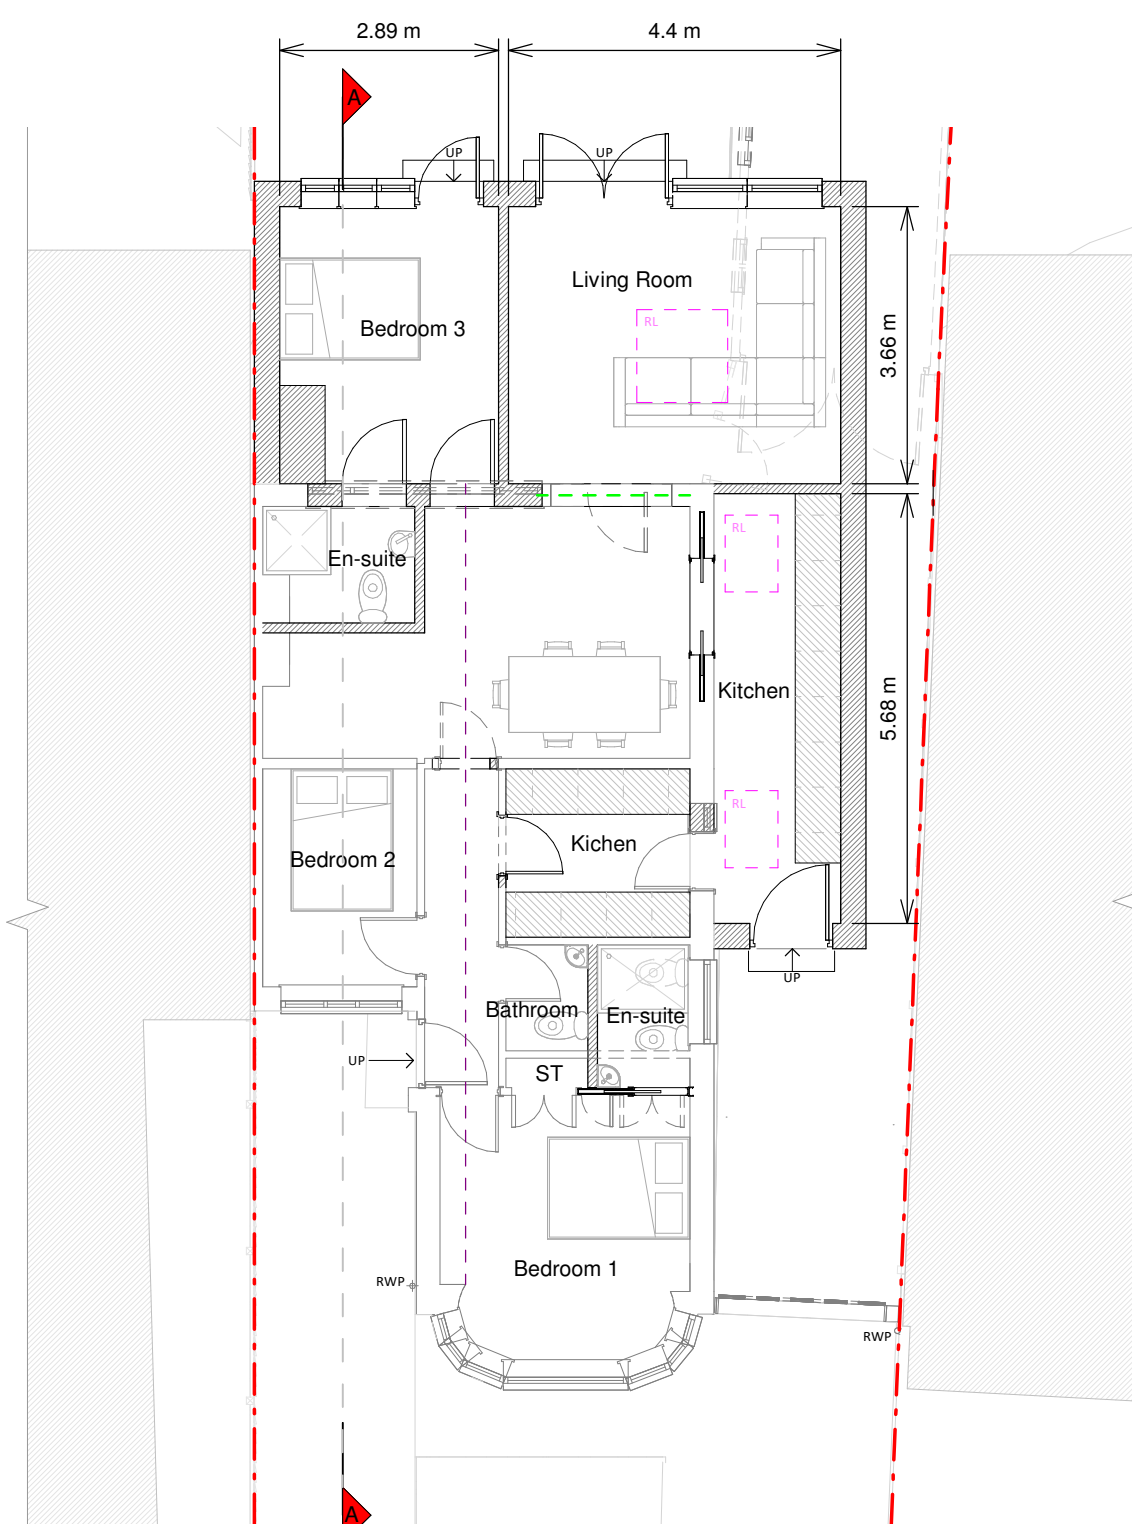 2.89 m
4.4 m
A
UP
UP
Living Room
RL
Bedroom 3
3.66 m
RL
En-suite
Kitchen
5.68 m
RL
Kichen
Bedroom 2
UP
Bathroom
En-suite
UP
ST
Bedroom 1
RWP
RWP
A